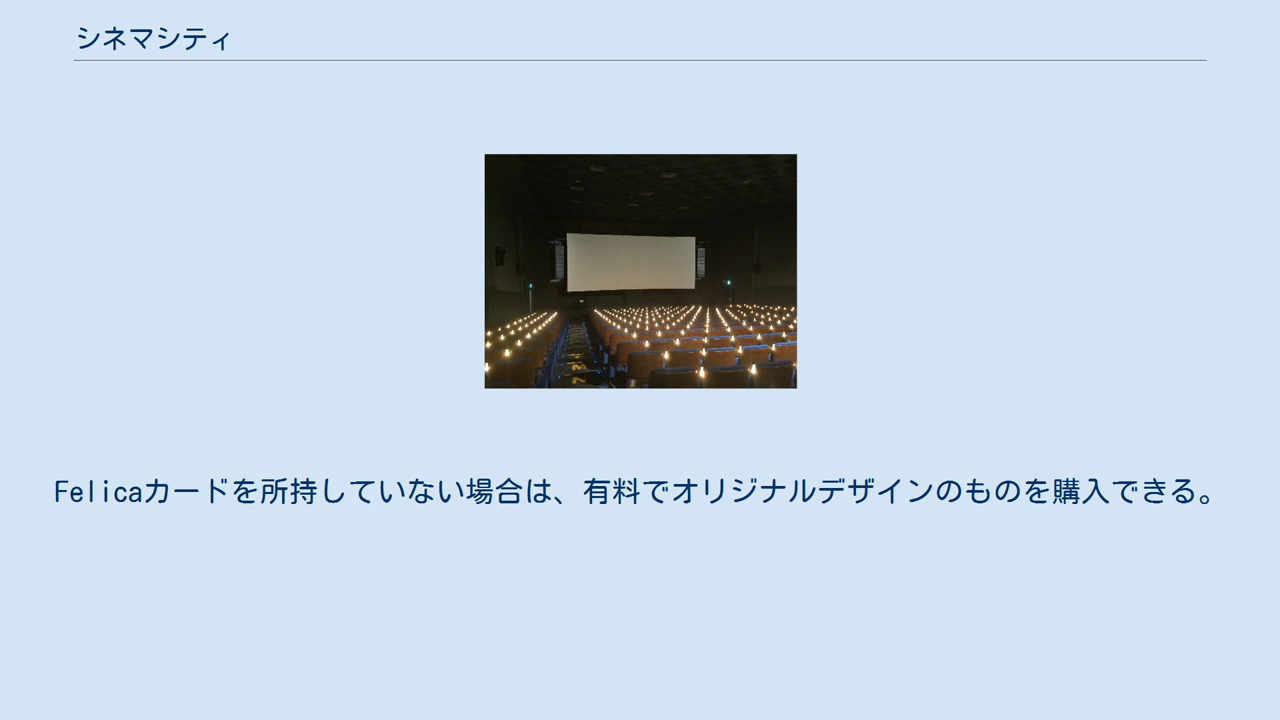 シネマシティ
Felicaカードを所持していない場合は、有料でオリジナルデザインのものを購入できる。